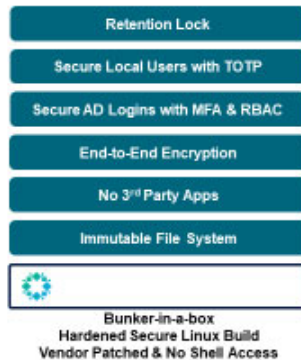 Retention Lock
Secure Local Users with TOTP
Secure AD Logins with MFA & RBAC
End-to-End Encryption
No 3rd Party Apps
Immutable File System
Bunker-in-a-box
Hardened Secure Linux Build
Vendor Patched & No Shell Access